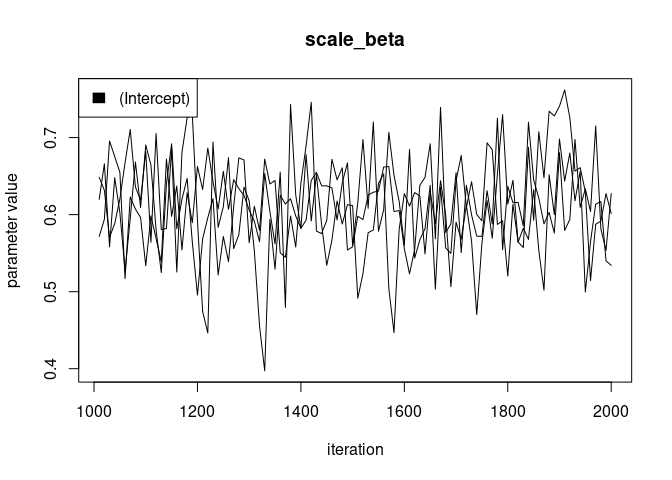 scale_beta
(Intercept)
0.7
0.6
0.5
0.4
parameter value
1000 1200 1400 1600 1800 2000
iteration